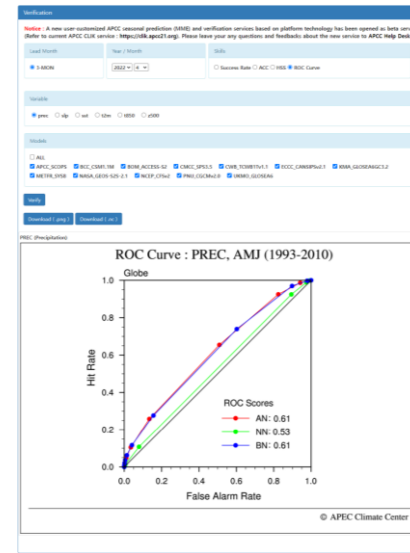 Verification
Notice : A new user-customized APCC seasonal prediction (MME) and verification services based on platform technology has been opened as beta serv
(Refer to current APCC CLIK service : https://clik.apcc21.org). Please leave your any questions and feedbacks about the new service to APCC Help Desk
Lead Month Year / Month Skills
3-MON 2022 4 Success Rate ACC HSS ROC Curve
Variable
prec slp sst t2m t850 z500
Models
ALL
APCC_SCOPS BCC_CSM1.1M BOM_ACCESS-S2 CMCC_SPS3.5 CWB_TCWB1Tv1.1 ECCC_CANSIPSv2.1 KMA_GLOSEA6GC3.2
METFR_SYS8 NASA_GEOS-S2S-2.1 NCEP_CFSv2 PNU_CGCMv2.0 UKMO_GLOSEA6
Verify
Download (.png) Download (.nc)
PREC (Precipitation)
ROC Curve : PREC, AMJ (1993-2010)
Globe
1.0
0.8
0.6
0.4
0.2
0.0
Hit Rate
ROC Scores
AN: 0.61
NN: 0.53
BN: 0.61
0.0 0.2 0.4 0.6 0.8 1.0
False Alarm Rate
© APEC Climate Center